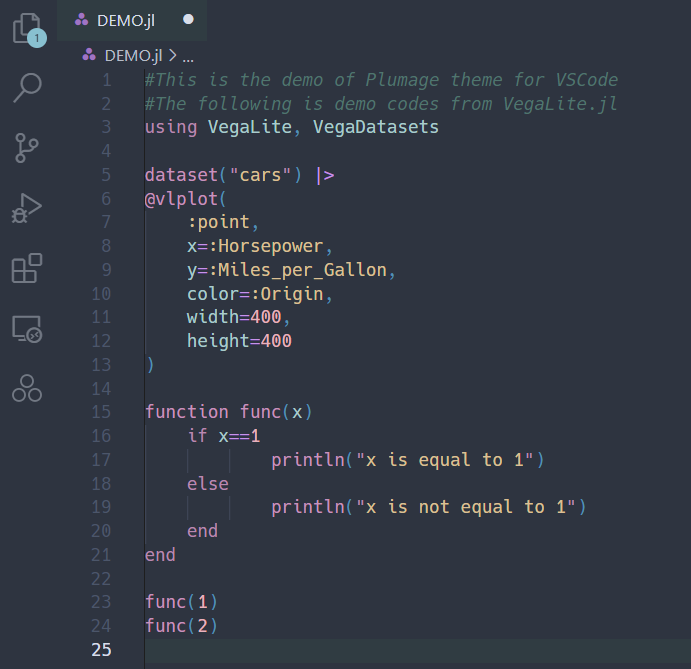 DEMO.jl
1
DEMO.jl > ...
1 #This is the demo of Plumage theme for VSCode
2 #The following is demo codes from VegaLite.jl
3 using VegaLite, VegaDatasets
4
5 dataset("cars") |>
6 @vlplot(
7     :point,
8     x=:Horsepower,
9     y=:Miles_per_Gallon,
10     color=:Origin,
11     width=400,
12     height=400
13 )
14
15 function func(x)
16     if x==1
17             println("x is equal to 1")
18     else
19             println("x is not equal to 1")
20     end
21 end
22
23 func(1)
24 func(2)
25